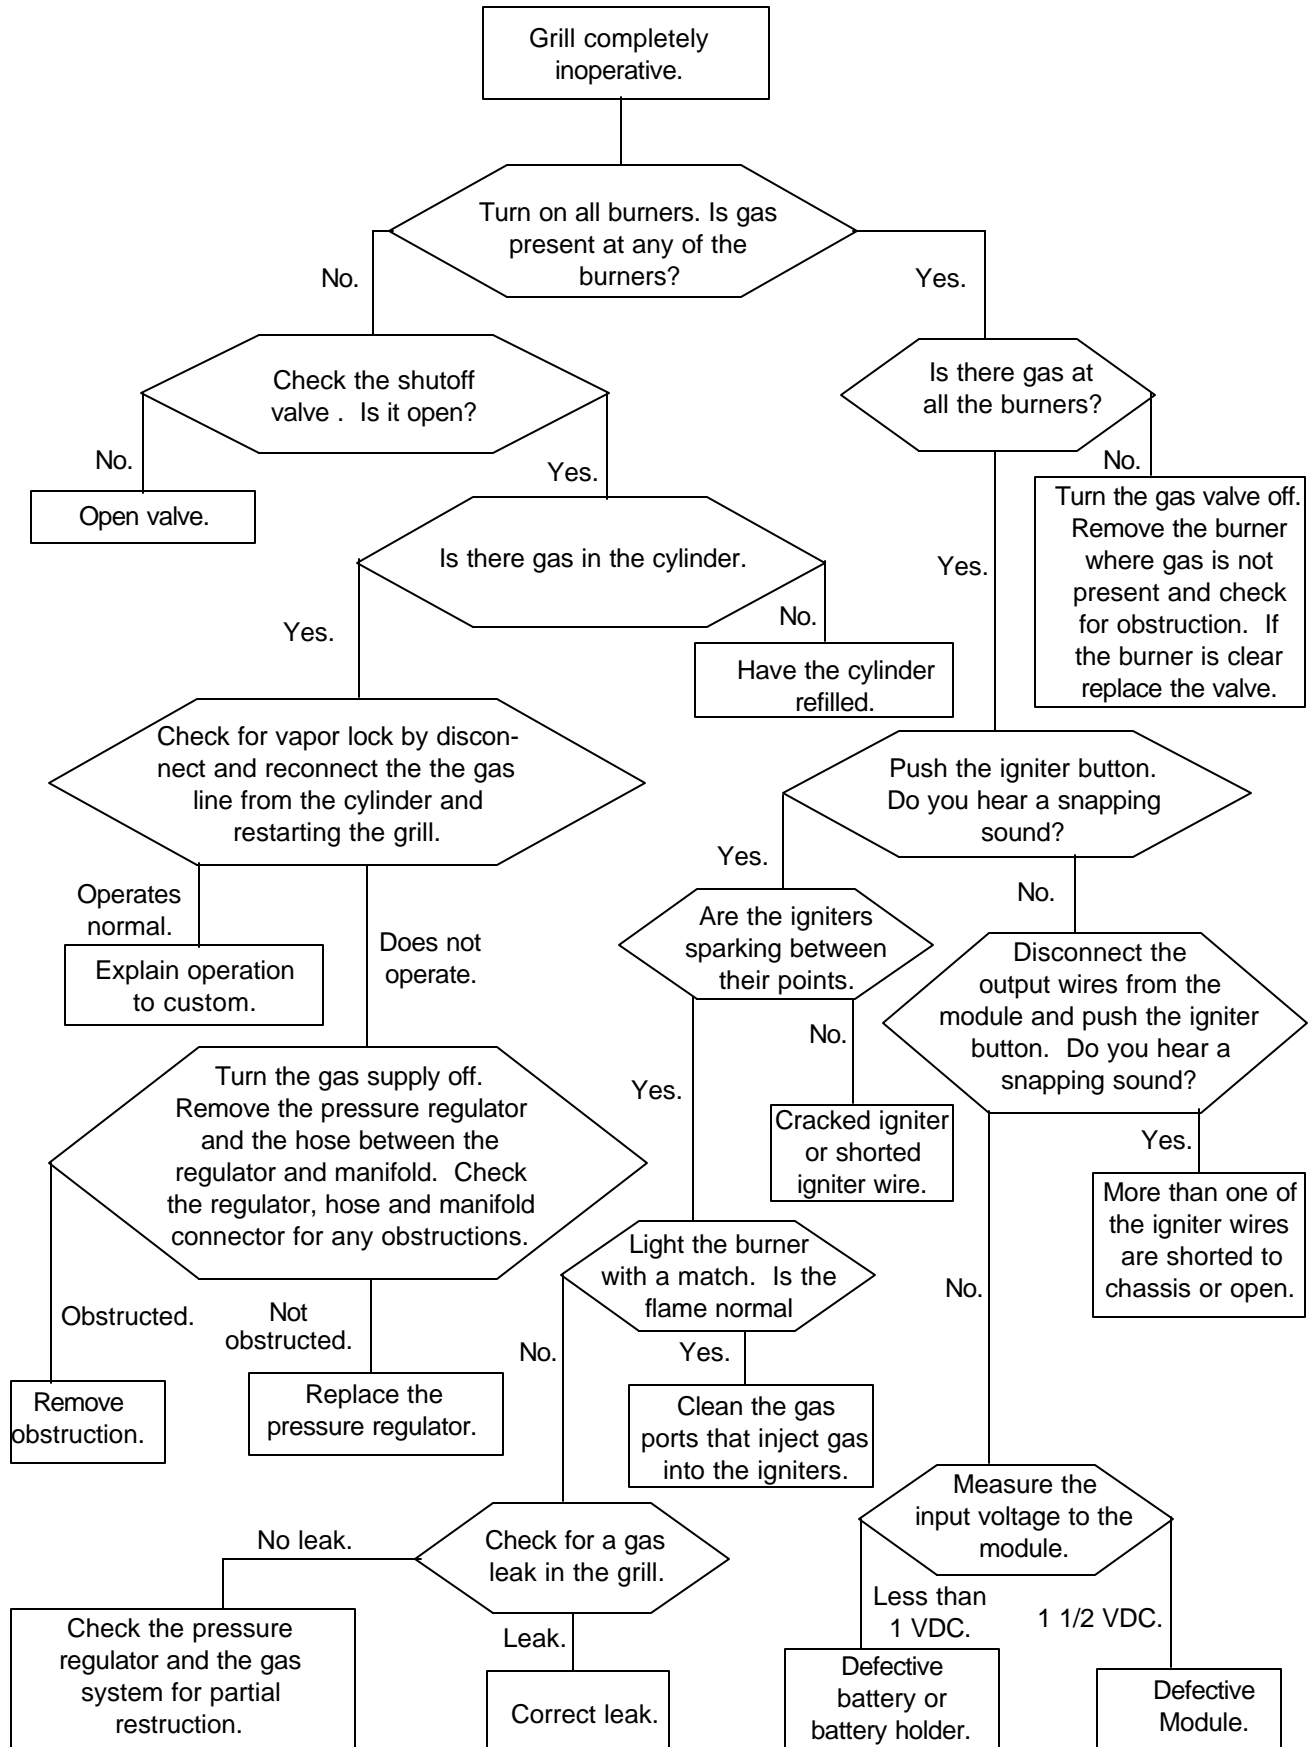 Grill completely
inoperative.
Turn on all burners. Is gas
present at any of the
burners?
No.
Yes.
Check the shutoff
valve .  Is it open?
Is there gas at
all the burners?
No.
Yes.
No.
Open valve.
Turn the gas valve off.
Remove the burner
where gas is not
present and check
for obstruction.  If
the burner is clear
replace the valve.
Is there gas in the cylinder.
Yes.
Yes.
No.
Have the cylinder
refilled.
Check for vapor lock by discon-
nect and reconnect the the gas
line from the cylinder and
restarting the grill.
Push the igniter button.
Do you hear a snapping
sound?
Yes.
No.
Operates
normal.
Does not
operate.
Explain operation
to custom.
Are the igniters
sparking between
their points.
Disconnect the
output wires from the
module and push the igniter
button.  Do you hear a
snapping sound?
No.
Yes.
Turn the gas supply off.
Remove the pressure regulator
and the hose between the
regulator and manifold.  Check
the regulator, hose and manifold
connector for any obstructions.
Cracked igniter
or shorted
igniter wire.
Yes.
More than one of
the igniter wires
are shorted to
chassis or open.
Light the burner
with a match.  Is the
flame normal
No.
Obstructed.
Not
obstructed.
No.
Yes.
Remove
obstruction.
Replace the
pressure regulator.
Clean the gas
ports that inject gas
into the igniters.
Measure the
input voltage to the
module.
No leak.
Check for a gas
leak in the grill.
Less than
1 VDC.
1 1/2 VDC.
Leak.
Check the pressure
regulator and the gas
system for partial
restruction.
Correct leak.
Defective
battery or
battery holder.
Defective
Module.